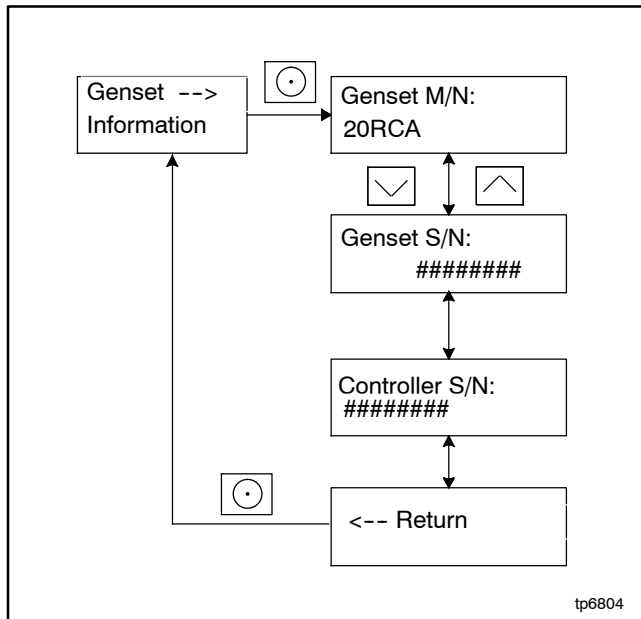 Genset -->
Information
Genset M/N:
20RCA
Genset S/N:
########
Controller S/N:
########
<-- Return
tp6804